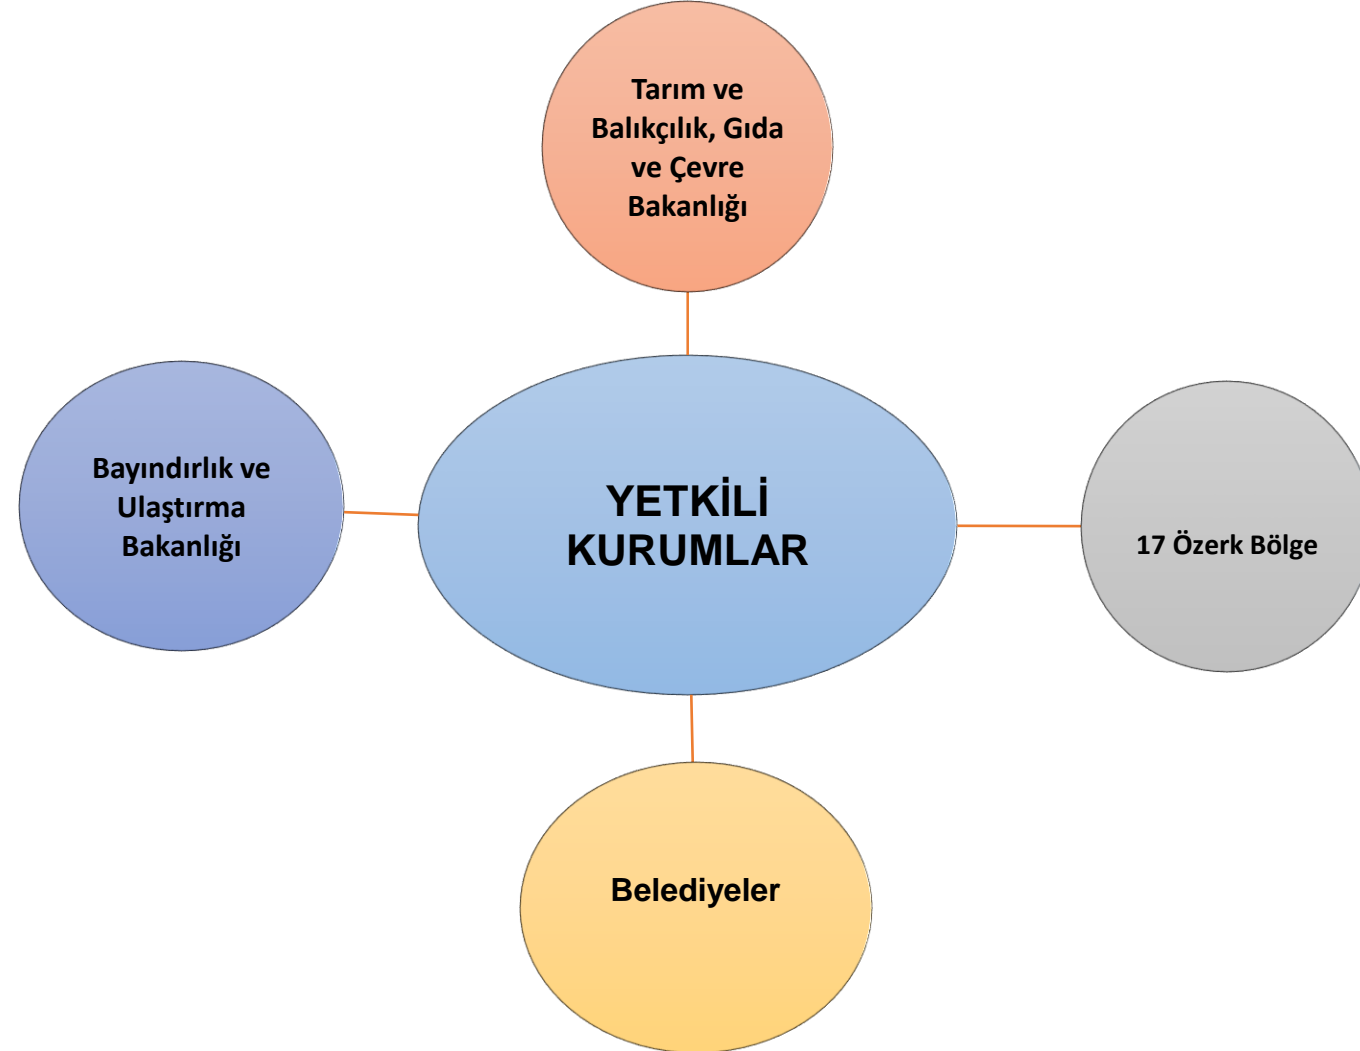 Tarım ve
Balıkçılık, Gıda
ve Çevre
Bakanlığı
Bayındırlık ve
Ulaştırma
Bakanlığı
YETKİLİ
KURUMLAR
17 Özerk Bölge
Belediyeler